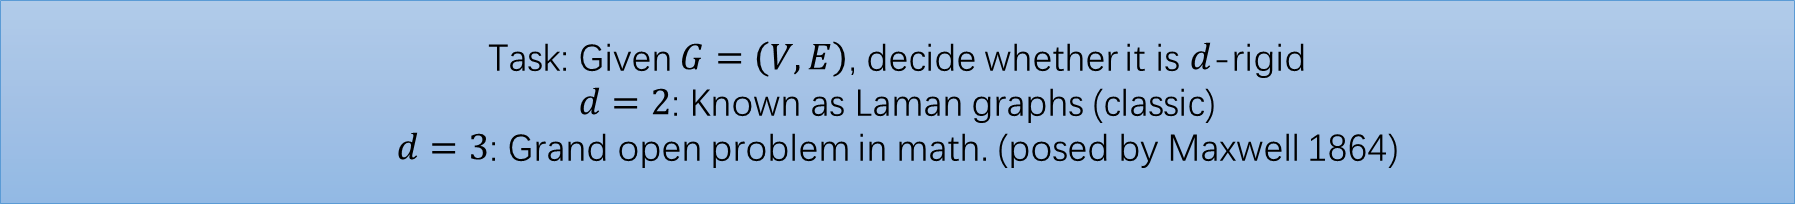 Task: Given G = (V, E), decide whether it is d-rigid
d = 2: Known as Laman graphs (classic)
d = 3: Grand open problem in math. (posed by Maxwell 1864)